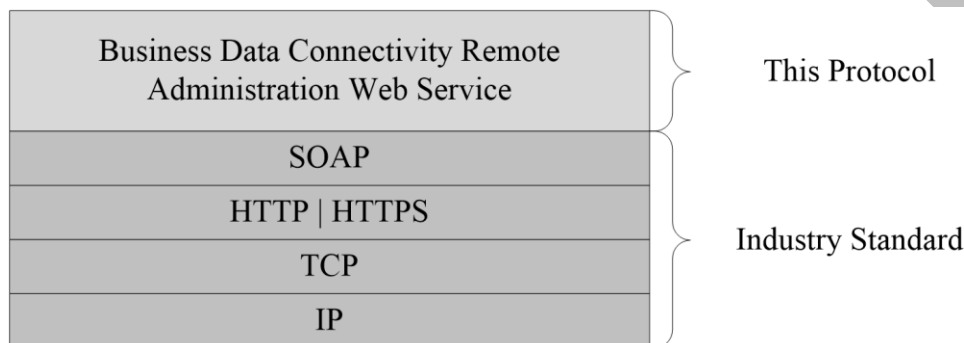 Business Data Connectivity Remote
Administration Web Service
This Protocol
SOAP
HTTP | HTTPS
TCP
IP
Industry Standard